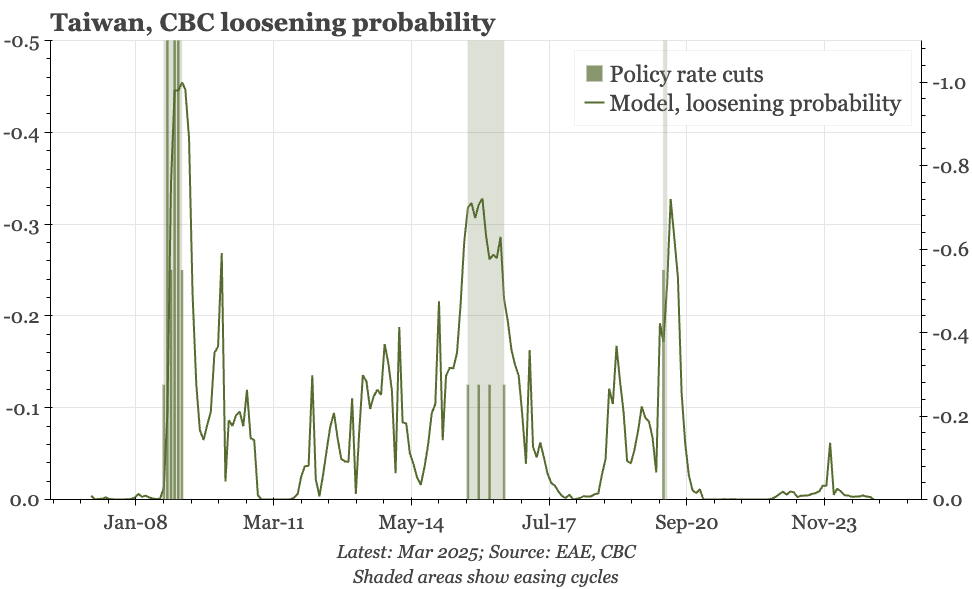 Taiwan, CBC loosening probability
-0.5
-0.4
-0.3
-0.2
-0.1
0.0
Policy rate cuts
Model, loosening probability
-1.0
-0.8
-0.6
-0.4
-0.2
0.0
Jan-08 Mar-11 May-14 Jul-17 Sep-20 Nov-23
Latest: Mar 2025; Source: EAE, CBC
Shaded areas show easing cycles